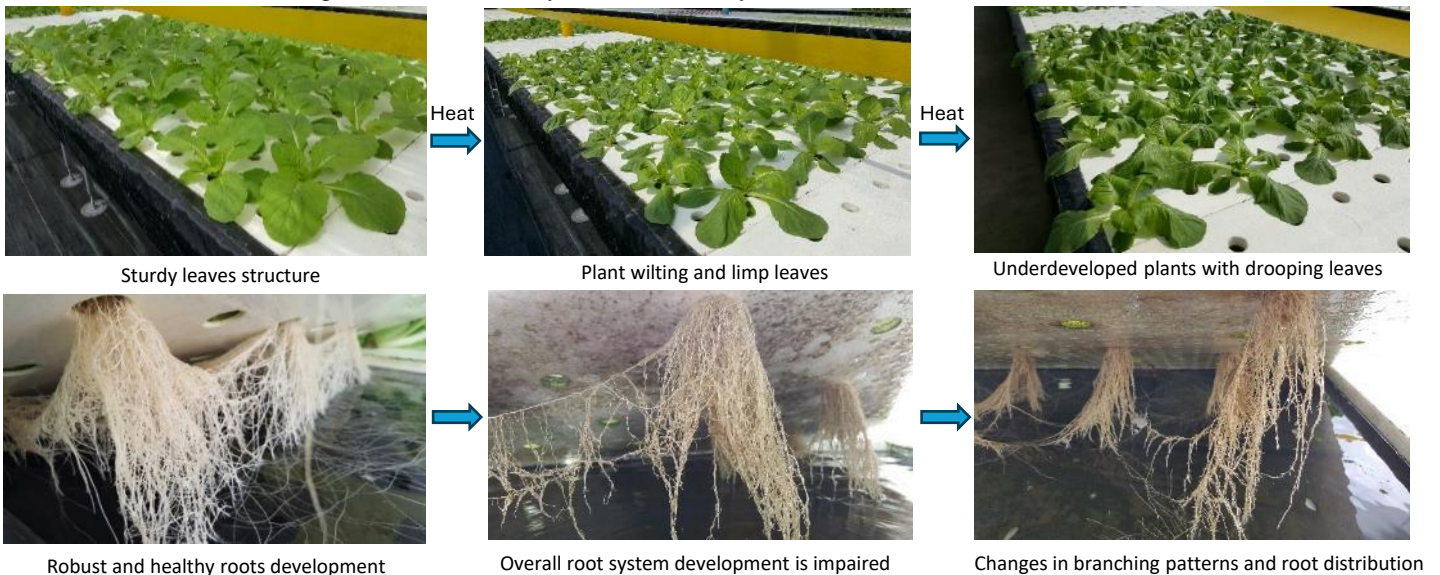 Heat
Heat
Sturdy leaves structure
Plant wilting and limp leaves
Underdeveloped plants with drooping leaves
Robust and healthy roots development
Overall root system development is impaired
Changes in branching patterns and root distribution